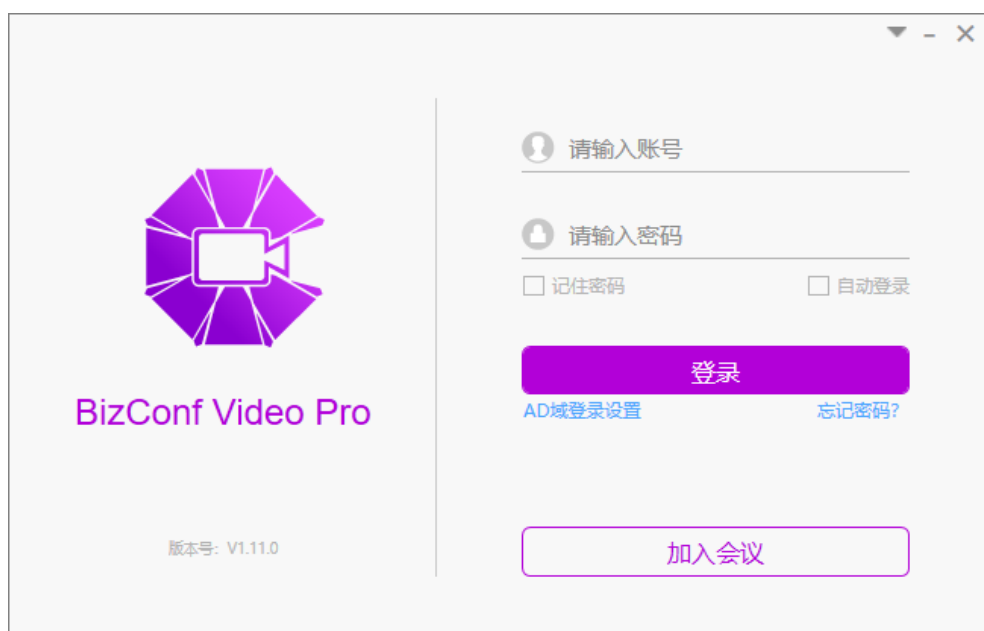 请输入账号
请输入密码
记住密码 自动登录
登录
AD域登录设置 忘记密码?
BizConf Video Pro
版本号: V1.11.0
加入会议